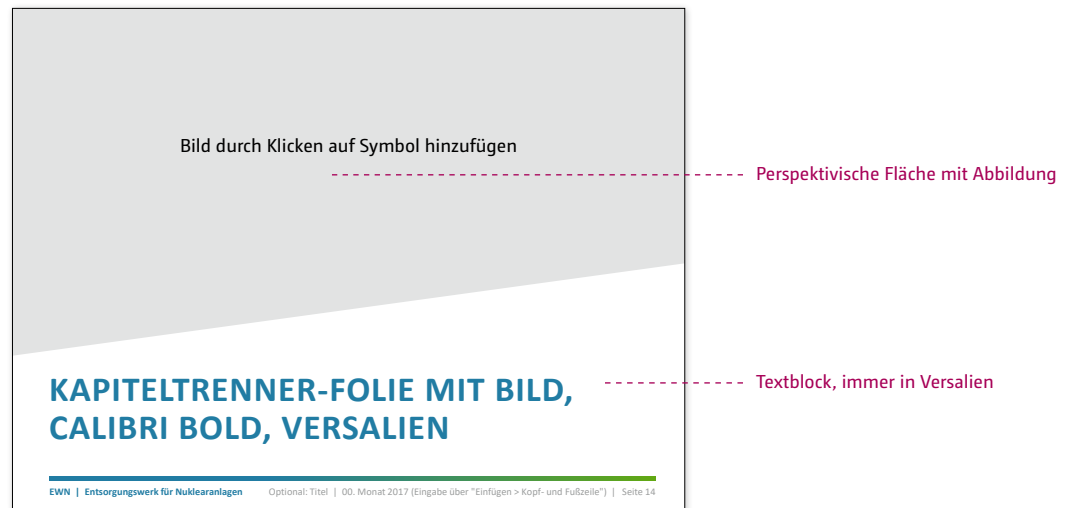 Bild durch Klicken auf Symbol hinzufügen
Perspektivische Fläche mit Abbildung
KAPITELTRENNER-FOLIE MIT BILD,
CALIBRI BOLD, VERSALIEN
Textblock, immer in Versalien
EWN | Entsorgungswerk für Nuklearanlagen Optional: Titel | 00. Monat 2017 (Eingabe über "Einfügen > Kopf- und Fußzeile") | Seite 14